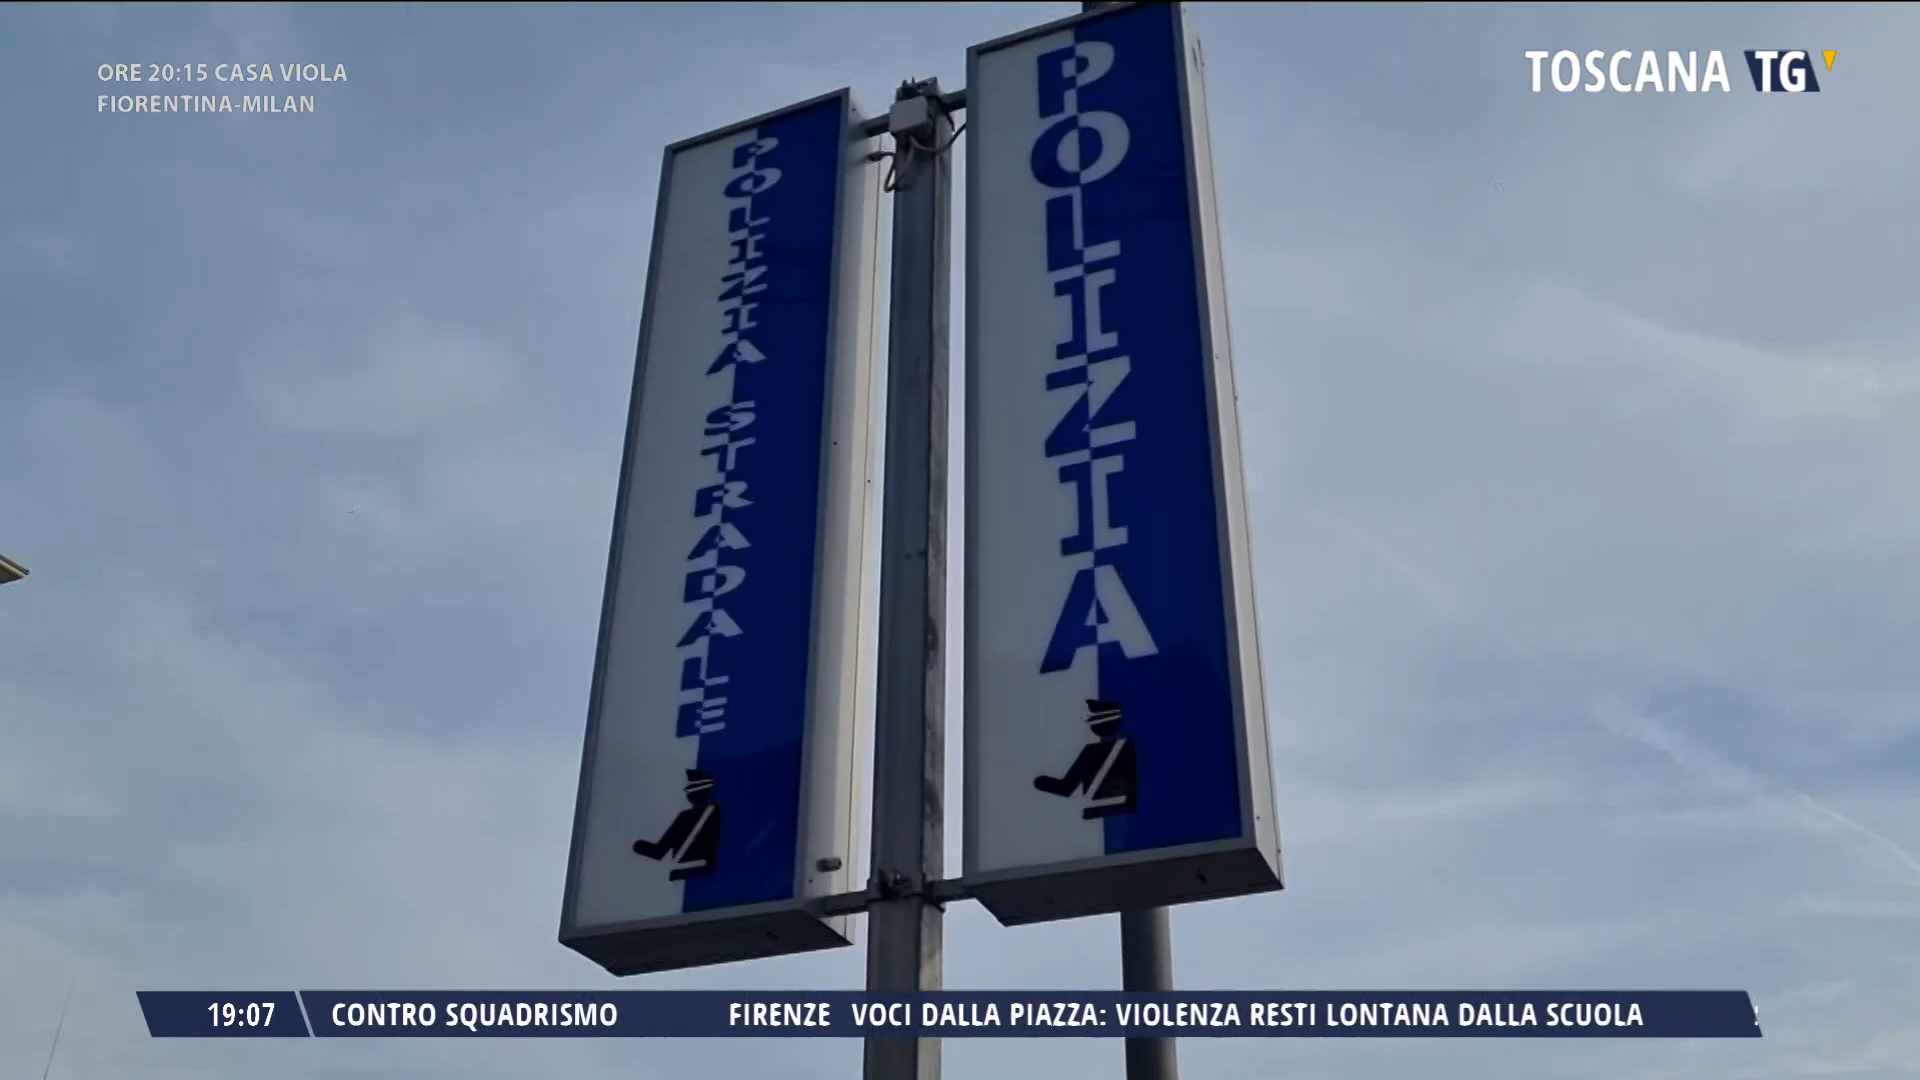 ORE 20:15 CASA VIOLA
FIORENTINA-MILAN
TOSCANA TG
POLIZIA STRADALE
POLIZIA
19:07
CONTRO SQUADRISMO
FIRENZE VOCI DALLA PIAZZA: VIOLENZA RESTI LONTANA DALLA SCUOLA